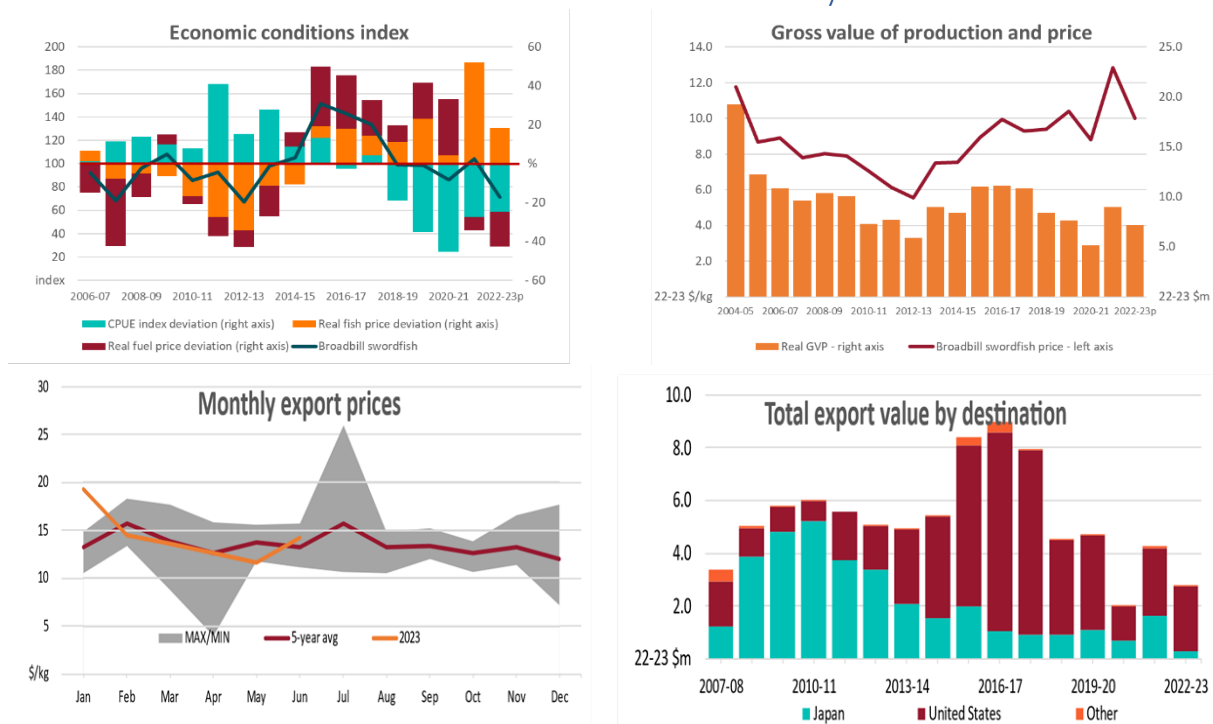 Economic conditions index
200
180
160
140
120
100
80
60
40
20
index
60
40
20
%
- 20
- 40
- 60
2006-07 2008-09 2010-11 2012-13 2014-15 2016-17 2018-19 2020-21 2022-23p
CPUE index deviation (right axis) Real fish price deviation (right axis)
Real fuel price deviation (right axis) Broadbill swordfish
Gross value of production and price
14.0
12.0
10.0
8.0
6.0
4.0
2.0
22-23 $/kg
25.0
20.0
15.0
10.0
5.0
22-23 $m
2004-05 2006-07 2008-09 2010-11 2012-13 2014-15 2016-17 2018-19 2020-21 2022-23p
Real GVP - right axis Broadbill swordfish price - left axis
Monthly export prices
30
25
20
15
10
5
$/kg
MAX/MIN 5-year avg 2023
Jan Feb Mar Apr May Jun Jul Aug Sep Oct Nov Dec
Total export value by destination
10.0
8.0
6.0
4.0
2.0
22-23 $m
2007-08 2010-11 2013-14 2016-17 2019-20 2022-23
Japan United States Other